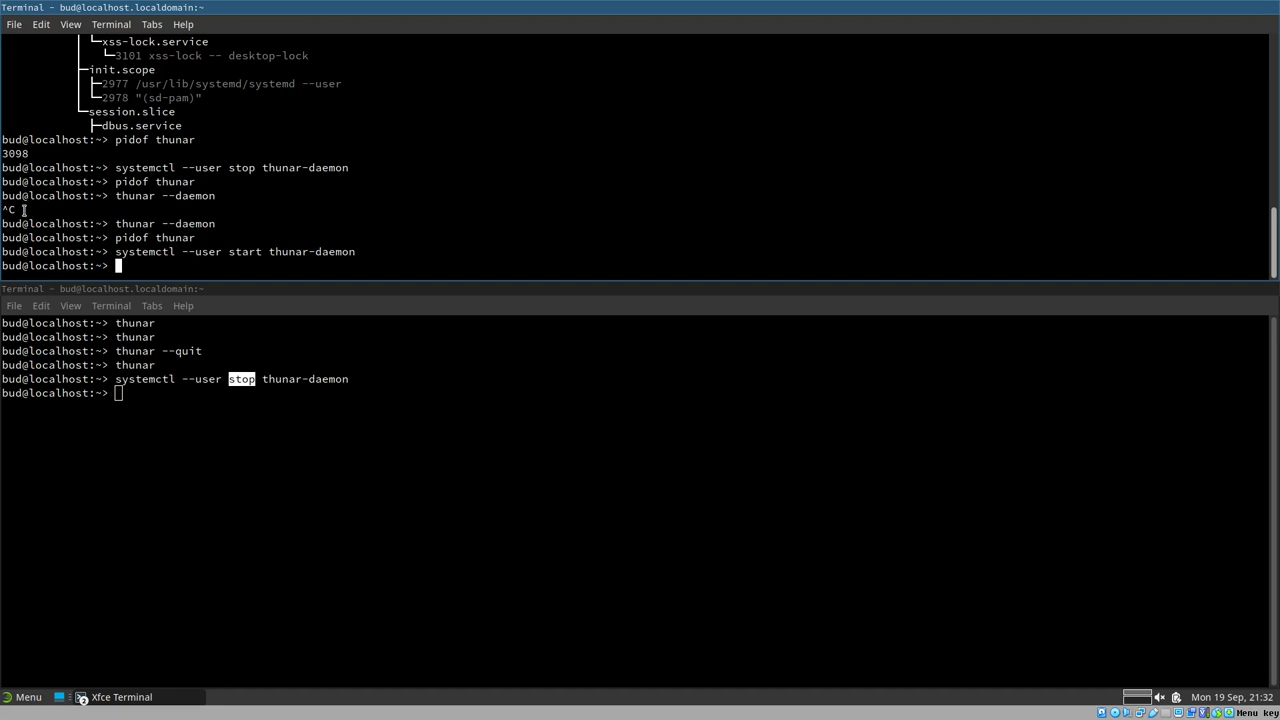 Terminal - bud@localhost.localdomain:~
File Edit View Terminal Tabs Help
└─xss-lock.service
└─3101 xss-lock -- desktop-lock
├─init.scope
├─2977 /usr/lib/systemd/systemd --user
└─2978 "(sd-pam)"
└─session.slice
├─dbus.service
bud@localhost:~> pidof thunar
3098
bud@localhost:~> systemctl --user stop thunar-daemon
bud@localhost:~> pidof thunar
bud@localhost:~> thunar --daemon
^C
bud@localhost:~> thunar --daemon
bud@localhost:~> pidof thunar
bud@localhost:~> systemctl --user start thunar-daemon
bud@localhost:~>
Terminal - bud@localhost.localdomain:~
File Edit View Terminal Tabs Help
bud@localhost:~> thunar
bud@localhost:~> thunar
bud@localhost:~> thunar --quit
bud@localhost:~> thunar
bud@localhost:~> systemctl --user stop thunar-daemon
bud@localhost:~>
Menu 2 Xfce Terminal Mon 19 Sep, 21:32
Menu key